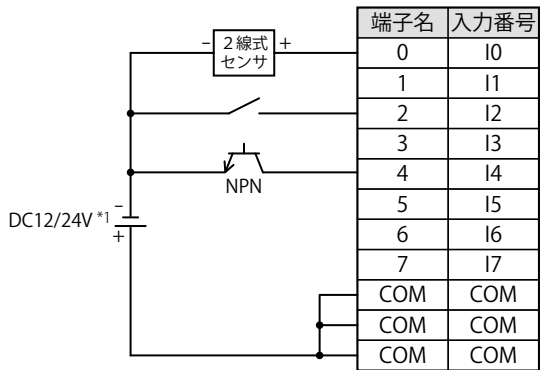 端子名 入力番号
− 2線式 +
センサ
0 I0
1 I1
2 I2
3 I3
NPN
4 I4
5 I5
−
DC12/24V *1
+
6 I6
7 I7
COM COM
COM COM
COM COM